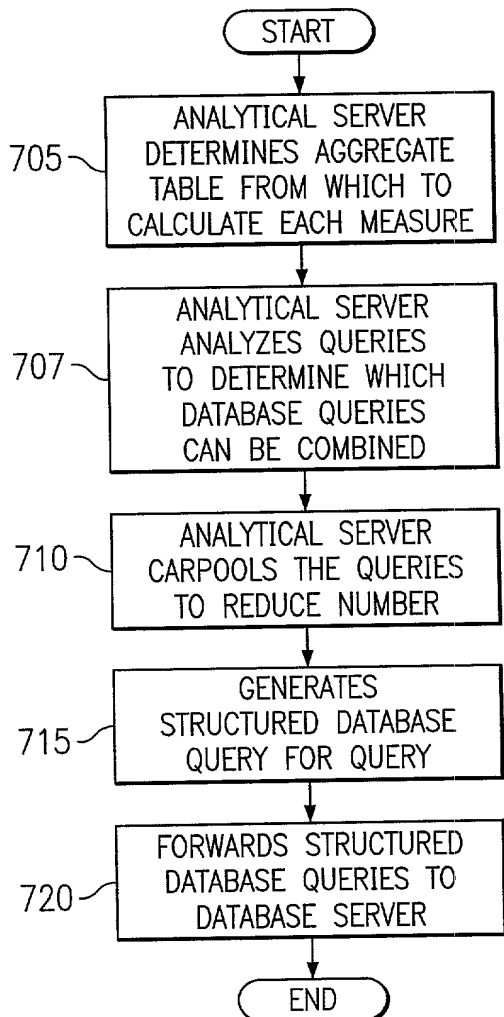 START
705
ANALYTICAL SERVER
DETERMINES AGGREGATE
TABLE FROM WHICH TO
CALCULATE EACH MEASURE
707
ANALYTICAL SERVER
ANALYZES QUERIES
TO DETERMINE WHICH
DATABASE QUERIES
CAN BE COMBINED
710
ANALYTICAL SERVER
CARPOOLS THE QUERIES
TO REDUCE NUMBER
715
GENERATES
STRUCTURED DATABASE
QUERY FOR QUERY
720
FORWARDS STRUCTURED
DATABASE QUERIES TO
DATABASE SERVER
END